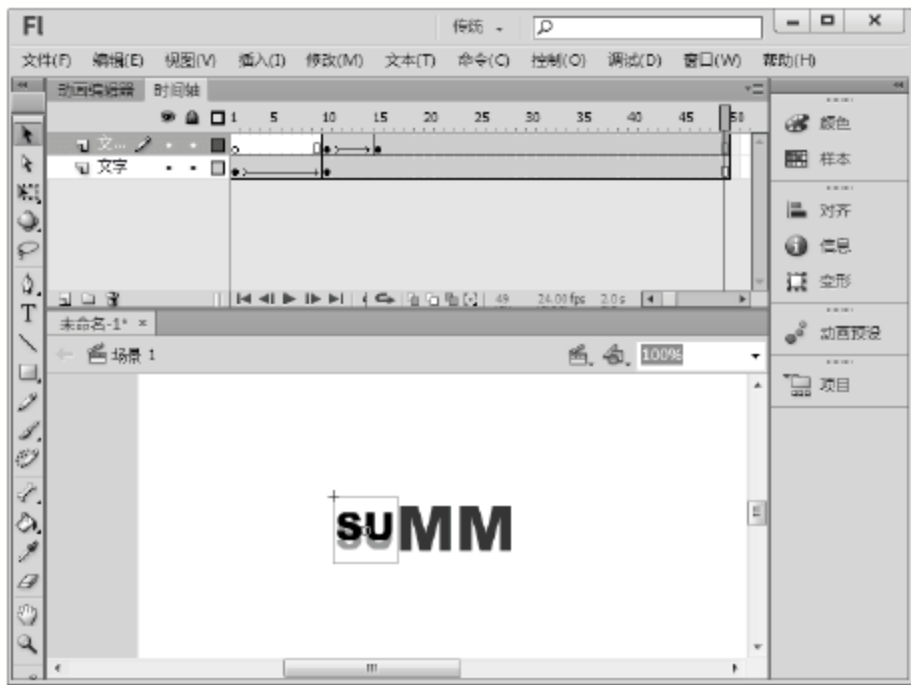 Fl 传统
文件(F) 编辑(E) 视图(V) 插入(I) 修改(M) 文本(T) 命令(C) 控制(O) 调试(D) 窗口(W) 帮助(H)
动画编辑器 时间轴
1 5 10 15 20 25 30 35 40 45 50
文...
文字
49 24.00 fps 2.0 s
未命名-1* ×
场景 1 100%
SUMM
颜色
样本
对齐
信息
变形
动画预设
项目